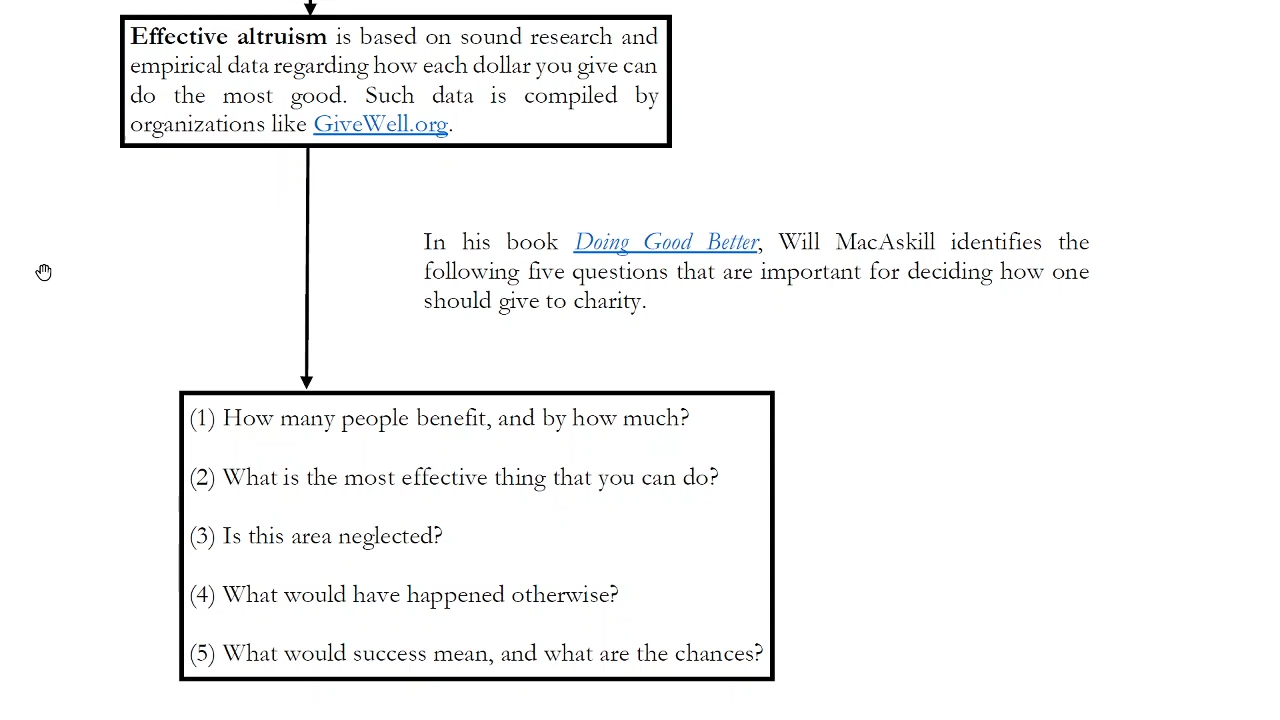 Effective altruism is based on sound research and
empirical data regarding how each dollar you give can
do the most good. Such data is compiled by
organizations like GiveWell.org.
In his book Doing Good Better, Will MacAskill identifies the
following five questions that are important for deciding how one
should give to charity.
(1) How many people benefit, and by how much?
(2) What is the most effective thing that you can do?
(3) Is this area neglected?
(4) What would have happened otherwise?
(5) What would success mean, and what are the chances?